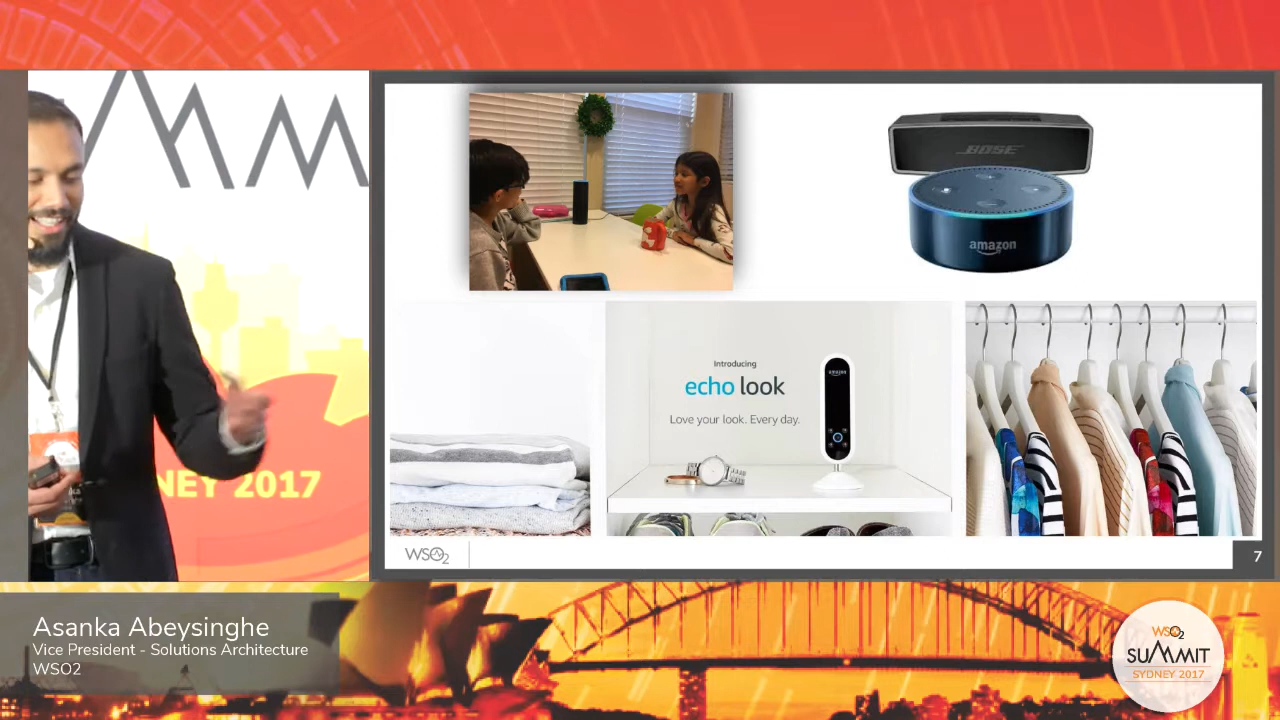 NEY 2017
BOSE
amazon
Introducing
echo look
Love your look. Every day.
amazon
WSO2
7
Asanka Abeysinghe
Vice President - Solutions Architecture
WSO2
WSO2
SUMMIT
SYDNEY 2017